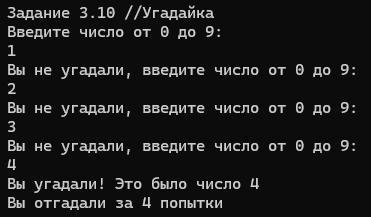 Задание 3.10 //Угадайка
Введите число от 0 до 9:
1
Вы не угадали, введите число от 0 до 9:
2
Вы не угадали, введите число от 0 до 9:
3
Вы не угадали, введите число от 0 до 9:
4
Вы угадали! Это было число 4
Вы отгадали за 4 попытки